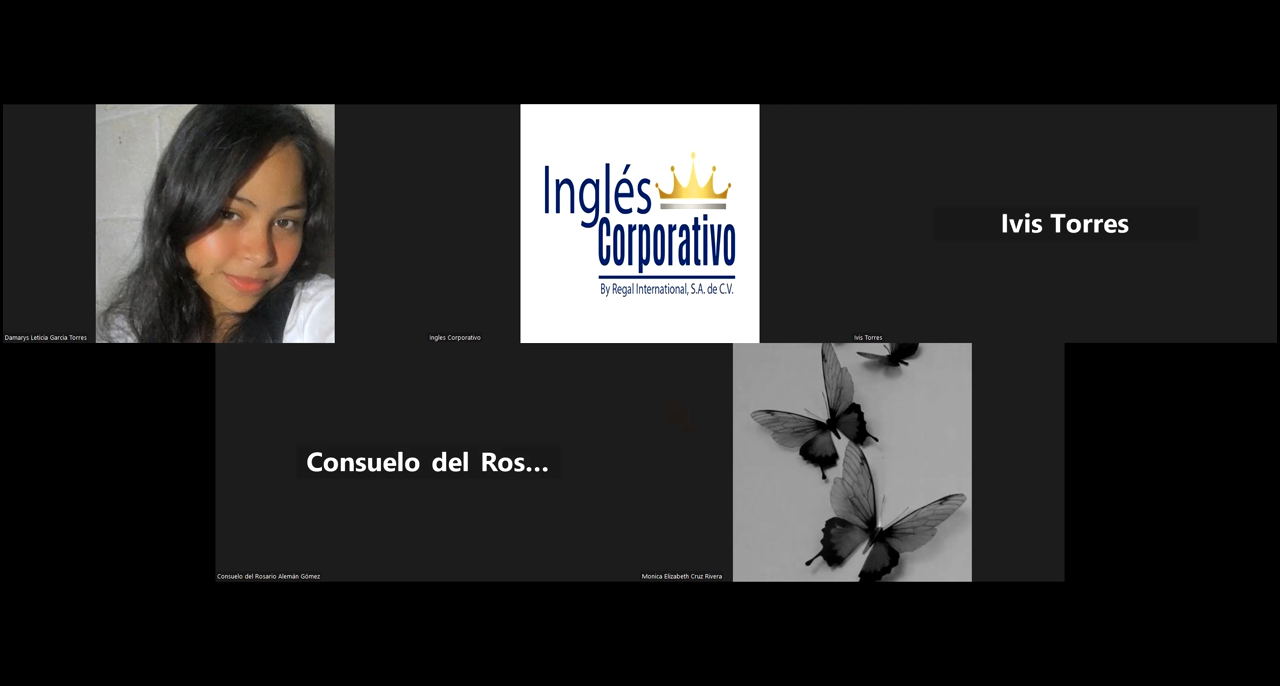 Inglés
Corporativo
By Regal International, S.A. de C.V.
Ivis Torres
Damarys Leticia Garcia Torres
Ingles Corporativo
Ivis Torres
Consuelo del Ros...
Consuelo del Rosario Alemán Gómez
Monica Elizabeth Cruz Rivera